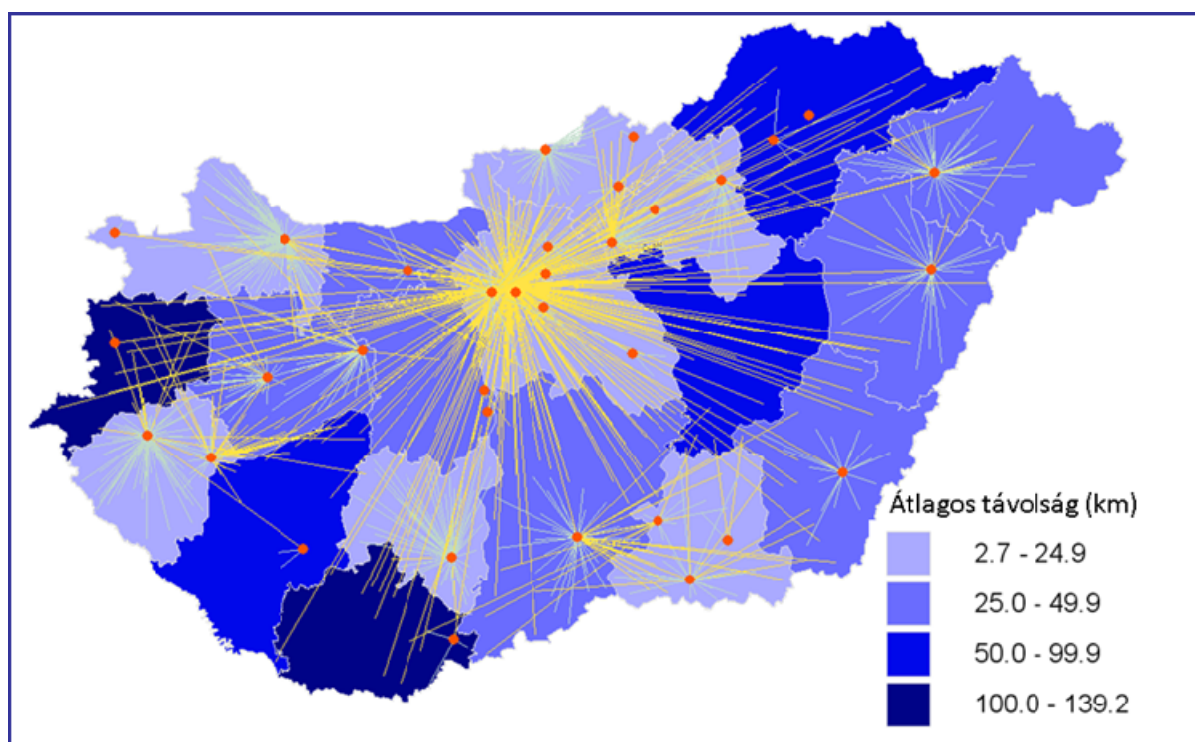 Átlagos távolság (km)
2.7 - 24.9
25.0 - 49.9
50.0 - 99.9
100.0 - 139.2